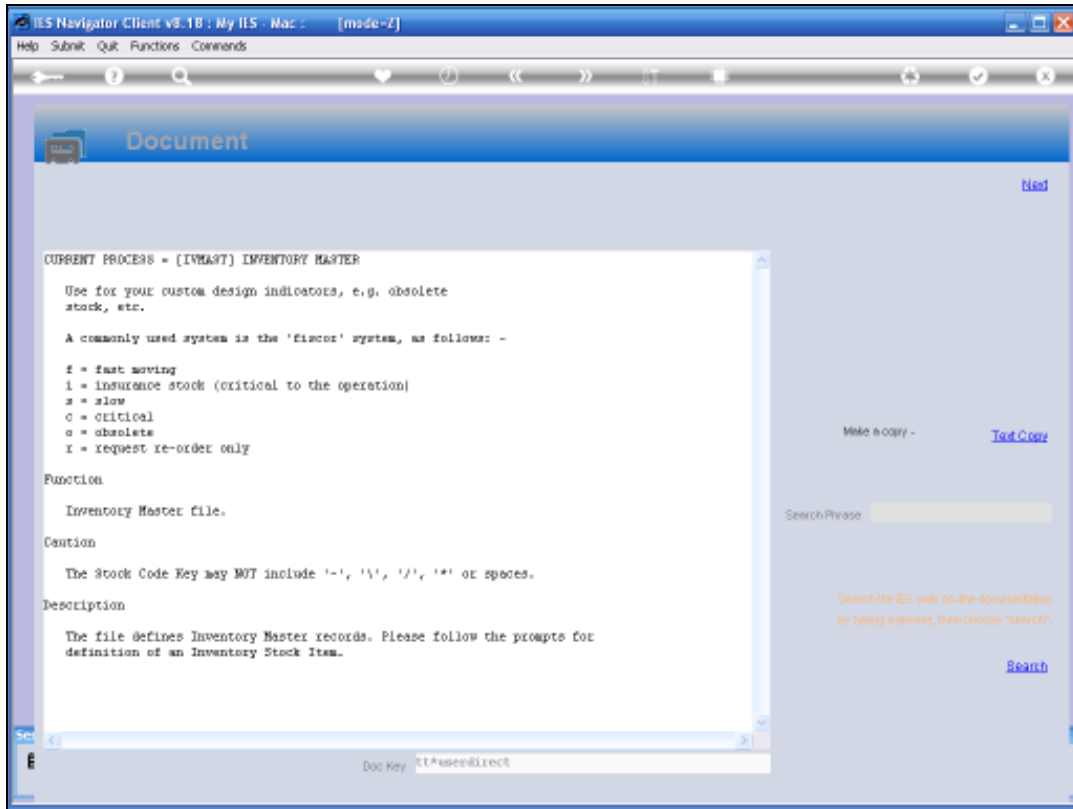 IES Navigator Client v8.1B : My IES - Mac : [mode=Z]
Help Submit Quit Functions Commands
Document
Next
CURRENT PROCESS = [IVMAST] INVENTORY MASTER
Use for your custom design indicators, e.g. obsolete
stock, etc.
A commonly used system is the 'fiscor' system, as follows: -
f = fast moving
i = insurance stock (critical to the operation)
s = slow
c = critical
o = obsolete
r = request re-order only
Make a copy -
Text Copy
Function
Inventory Master file.
Search Phrase
Caution
The Stock Code Key may NOT include '-', '\', '/', '*' or spaces.
Description
Search the IES web on-line documentation
by typing a phrase, then choose "search".
The file defines Inventory Master records. Please follow the prompts for
definition of an Inventory Stock Item.
Search
Doc Key
tt*userdirect